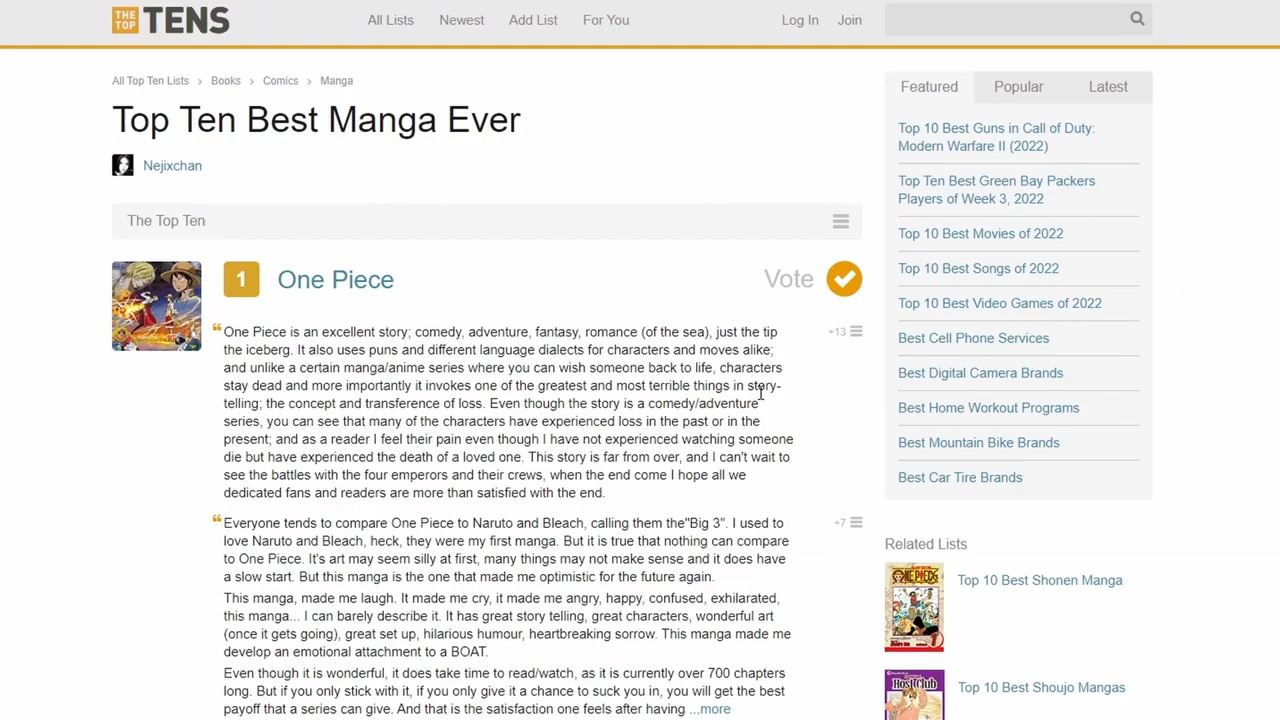 THE TOP TENS
All Lists
Newest
Add List
For You
Log In
Join
All Top Ten Lists › Books › Comics › Manga
Top Ten Best Manga Ever
Nejixchan
The Top Ten
1 One Piece
Vote
❝ One Piece is an excellent story; comedy, adventure, fantasy, romance (of the sea), just the tip
the iceberg. It also uses puns and different language dialects for characters and moves alike;
and unlike a certain manga/anime series where you can wish someone back to life, characters
stay dead and more importantly it invokes one of the greatest and most terrible things in story-
telling; the concept and transference of loss. Even though the story is a comedy/adventure
series, you can see that many of the characters have experienced loss in the past or in the
present; and as a reader I feel their pain even though I have not experienced watching someone
die but have experienced the death of a loved one. This story is far from over, and I can't wait to
see the battles with the four emperors and their crews, when the end come I hope all we
dedicated fans and readers are more than satisfied with the end.
+13
❝ Everyone tends to compare One Piece to Naruto and Bleach, calling them the"Big 3". I used to
love Naruto and Bleach, heck, they were my first manga. But it is true that nothing can compare
to One Piece. It's art may seem silly at first, many things may not make sense and it does have
a slow start. But this manga is the one that made me optimistic for the future again.
+7
This manga, made me laugh. It made me cry, it made me angry, happy, confused, exhilarated,
this manga... I can barely describe it. It has great story telling, great characters, wonderful art
(once it gets going), great set up, hilarious humour, heartbreaking sorrow. This manga made me
develop an emotional attachment to a BOAT.
Even though it is wonderful, it does take time to read/watch, as it is currently over 700 chapters
long. But if you only stick with it, if you only give it a chance to suck you in, you will get the best
payoff that a series can give. And that is the satisfaction one feels after having ...more
Featured
Popular
Latest
Top 10 Best Guns in Call of Duty:
Modern Warfare II (2022)
Top Ten Best Green Bay Packers
Players of Week 3, 2022
Top 10 Best Movies of 2022
Top 10 Best Songs of 2022
Top 10 Best Video Games of 2022
Best Cell Phone Services
Best Digital Camera Brands
Best Home Workout Programs
Best Mountain Bike Brands
Best Car Tire Brands
Related Lists
ONE PIECE
Top 10 Best Shonen Manga
Host Club
Top 10 Best Shoujo Mangas